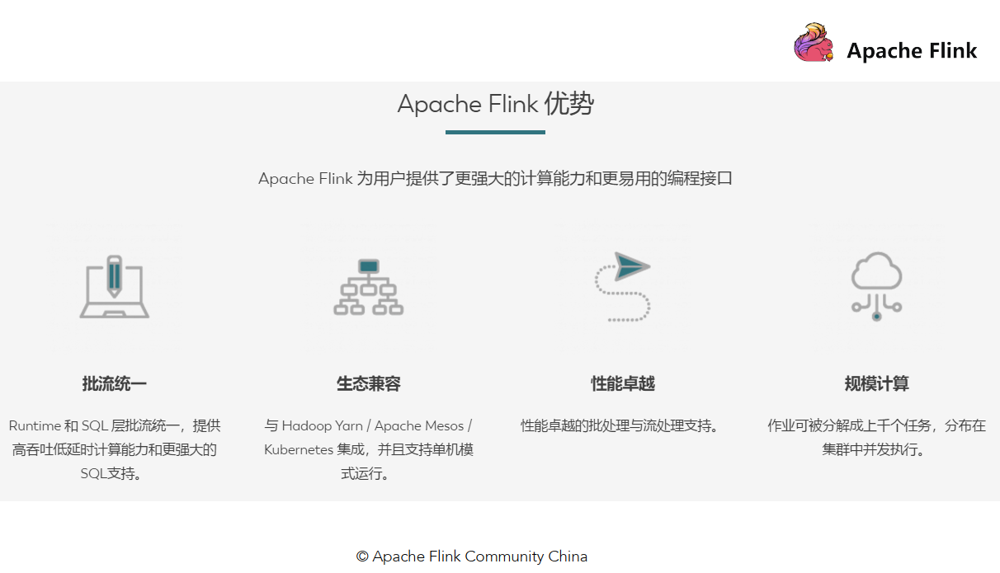 Apache Flink
Apache Flink 优势
Apache Flink 为用户提供了更强大的计算能力和更易用的编程接口
批流统一
Runtime 和 SQL 层批流统一，提供
高吞吐低延时计算能力和更强大的
SQL支持。
生态兼容
与 Hadoop Yarn / Apache Mesos /
Kubernetes 集成，并且支持单机模
式运行。
性能卓越
性能卓越的批处理与流处理支持。
规模计算
作业可被分解成上千个任务，分布在
集群中并发执行。
© Apache Flink Community China